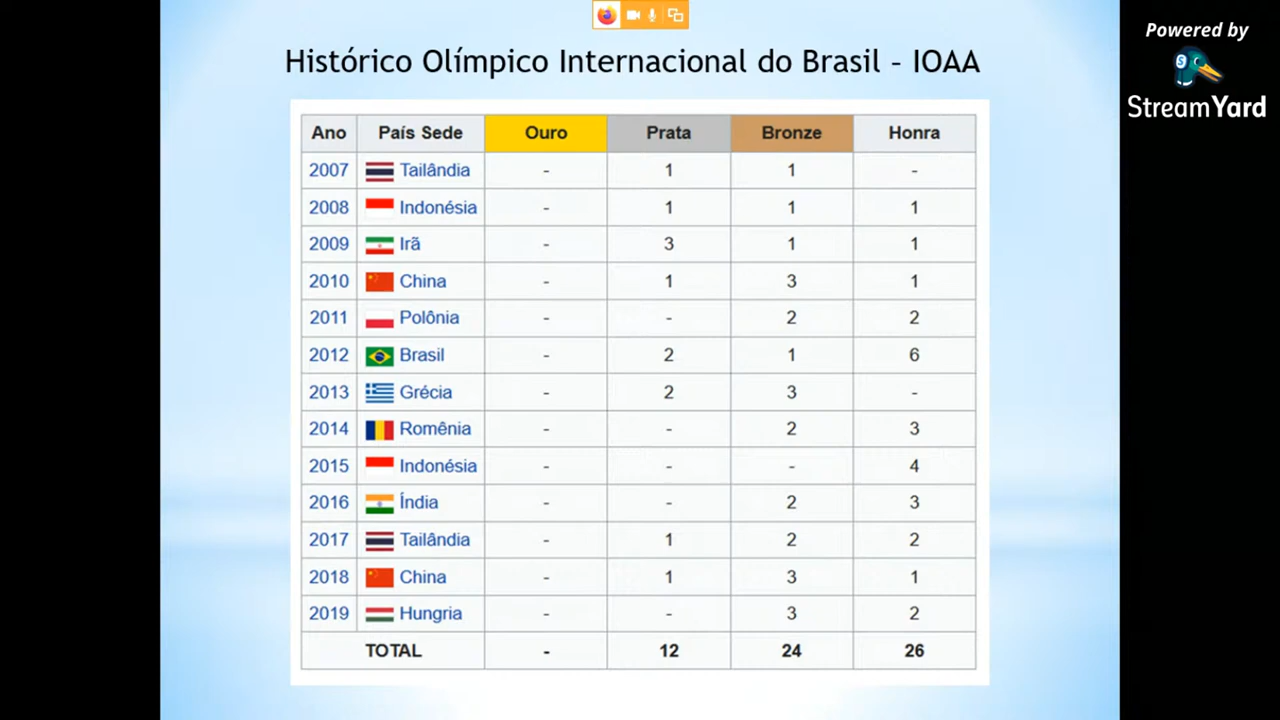 Histórico Olímpico Internacional do Brasil – IOAA
Powered by
StreamYard
Ano País Sede Ouro Prata Bronze Honra
2007 Tailândia - 1 1 -
2008 Indonésia - 1 1 1
2009 Irã - 3 1 1
2010 China - 1 3 1
2011 Polônia - - 2 2
2012 Brasil - 2 1 6
2013 Grécia - 2 3 -
2014 Romênia - - 2 3
2015 Indonésia - - - 4
2016 Índia - - 2 3
2017 Tailândia - 1 2 2
2018 China - 1 3 1
2019 Hungria - - 3 2
TOTAL - 12 24 26